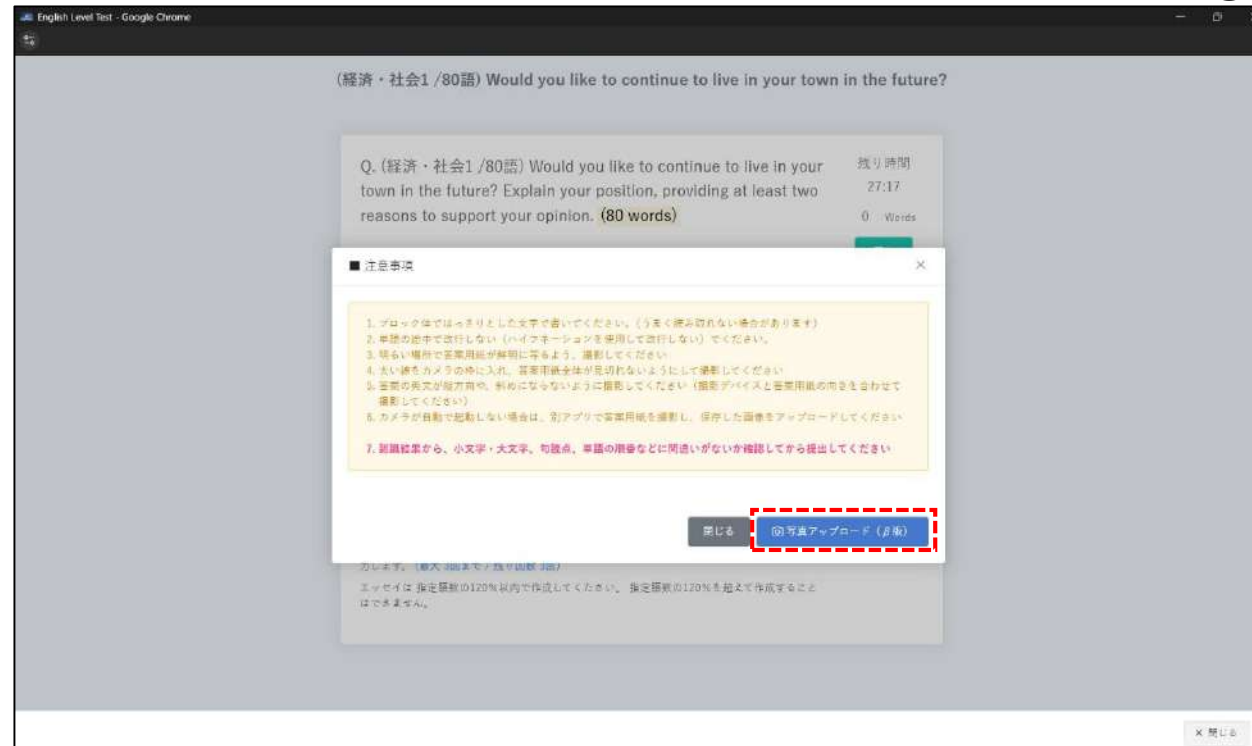 English Level Test - Google Chrome
(経済・社会1 /80語) Would you like to continue to live in your town in the future?
Q. (経済・社会1 /80語) Would you like to continue to live in your
town in the future? Explain your position, providing at least two
reasons to support your opinion. (80 words)
残り時間
27:17
0 Words
■ 注意事項
×
1. ブロック体ではっきりとした文字で書いてください。(うまく読み取れない場合があります)
2. 単語の途中で改行しない(ハイフネーションを使用して改行しない)でください。
3. 明るい場所で答案用紙が鮮明に写るよう、撮影してください
4. 太い線をカメラの枠に入れ、答案用紙全体が見切れないようにして撮影してください
5. 答案の英文が縦方向や、斜めにならないように撮影してください(撮影デバイスと答案用紙の向きを合わせて
撮影してください)
6. カメラが自動で起動しない場合は、別アプリで答案用紙を撮影し、保存した画像をアップロードしてください
7. 認識結果から、小文字・大文字、句読点、単語の順番などに間違いがないか確認してから提出してください
閉じる
写真アップロード(β版)
力します。(最大 3回まで / 残り回数 3回)
エッセイは 指定語数の120%以内で作成してください。 指定語数の120%を超えて作成すること
はできません。
× 閉じる